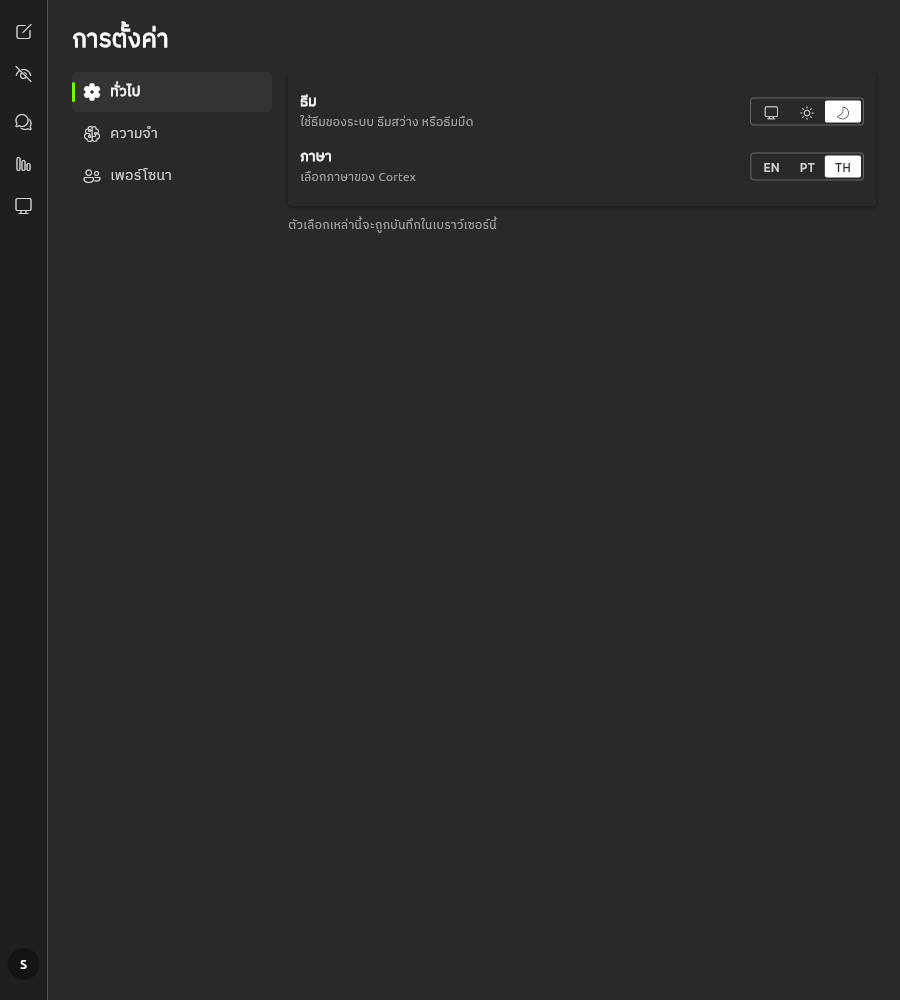 การตั้งค่า
ทั่วไป
ความจำ
เพอร์โซนา
ธีม
ใช้ธีมของระบบ ธีมสว่าง หรือธีมมืด
ภาษา
เลือกภาษาของ Cortex
EN PT TH
ตัวเลือกเหล่านี้จะถูกบันทึกในเบราว์เซอร์นี้
S